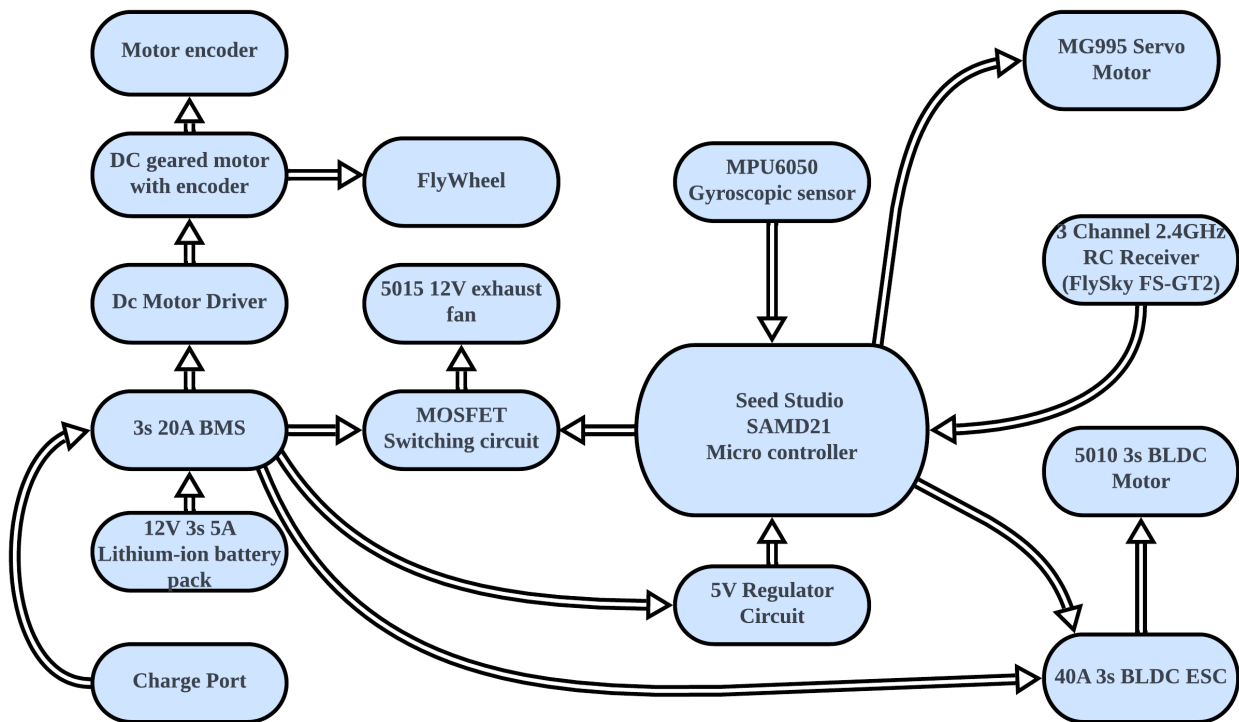 Motor encoder
MG995 Servo
Motor
DC geared motor
with encoder
FlyWheel
MPU6050
Gyroscopic sensor
3 Channel 2.4GHz
RC Receiver
(FlySky FS-GT2)
Dc Motor Driver
5015 12V exhaust
fan
3s 20A BMS
MOSFET
Switching circuit
Seed Studio
SAMD21
Micro controller
5010 3s BLDC
Motor
12V 3s 5A
Lithium-ion battery
pack
5V Regulator
Circuit
Charge Port
40A 3s BLDC ESC